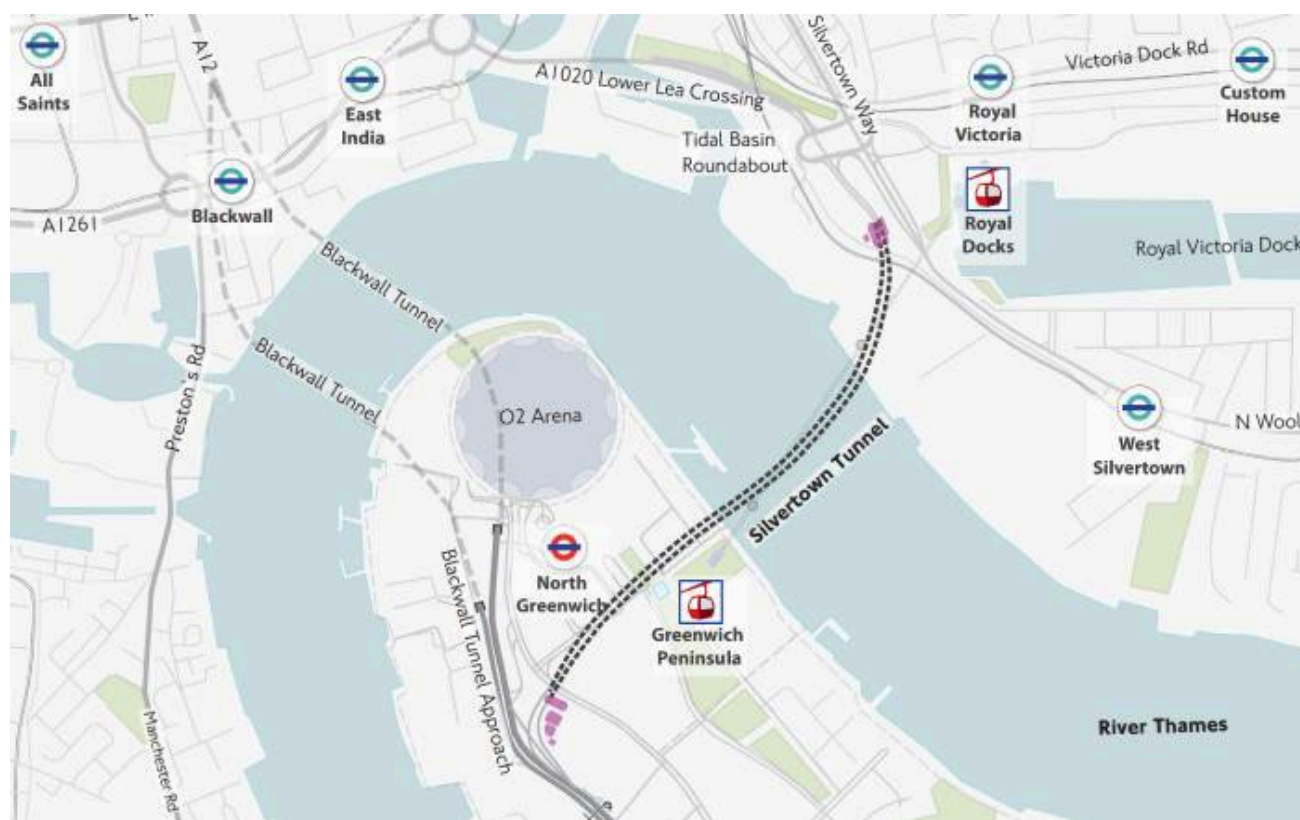 All
Saints
A12
East
India
A1020 Lower Lea Crossing
Silvertown Way
Victoria Dock Rd
Royal
Victoria
Custom
House
Tidal Basin
Roundabout
Blackwall
A1261
Royal
Docks
Royal Victoria Dock
Blackwall Tunnel
Blackwall Tunnel
Preston's Rd
O2 Arena
West
Silvertown
N Wool
Silvertown Tunnel
North
Greenwich
Blackwall Tunnel Approach
Greenwich
Peninsula
Manchester Rd
River Thames